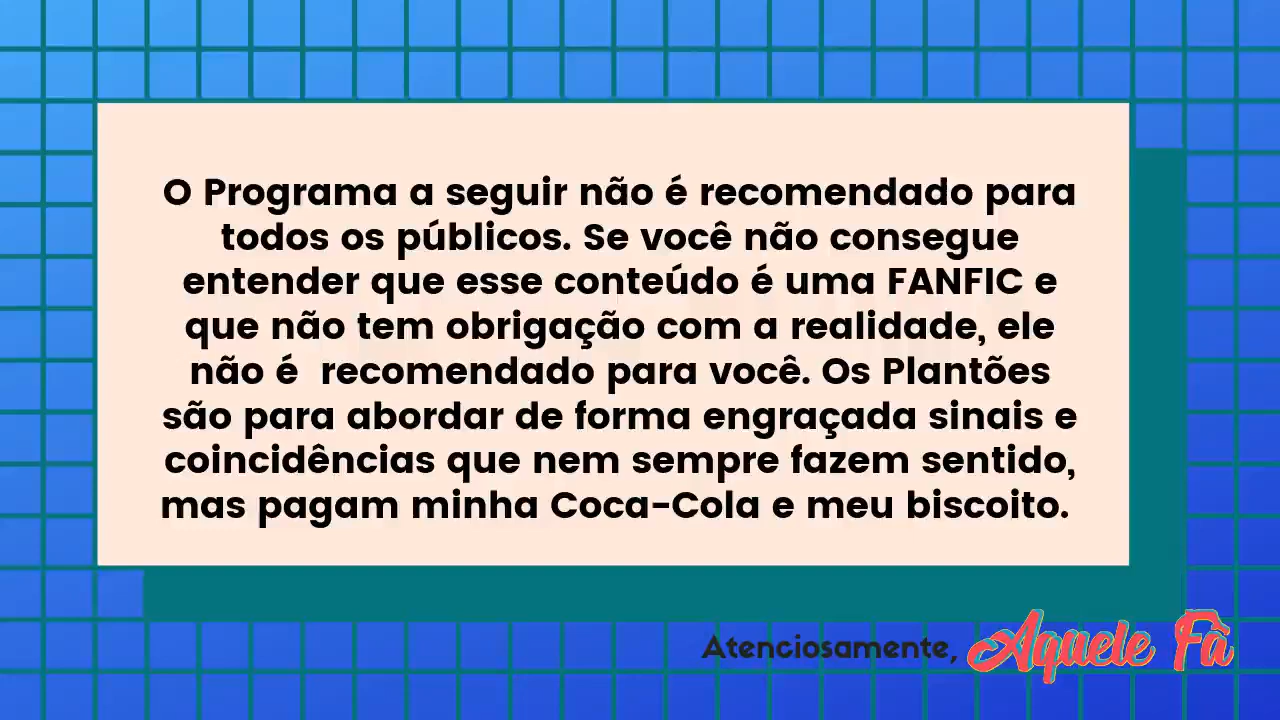 O Programa a seguir não é recomendado para
todos os públicos. Se você não consegue
entender que esse conteúdo é uma FANFIC e
que não tem obrigação com a realidade, ele
não é  recomendado para você. Os Plantões
são para abordar de forma engraçada sinais e
coincidências que nem sempre fazem sentido,
mas pagam minha Coca-Cola e meu biscoito.
Atenciosamente, Aquele Fã